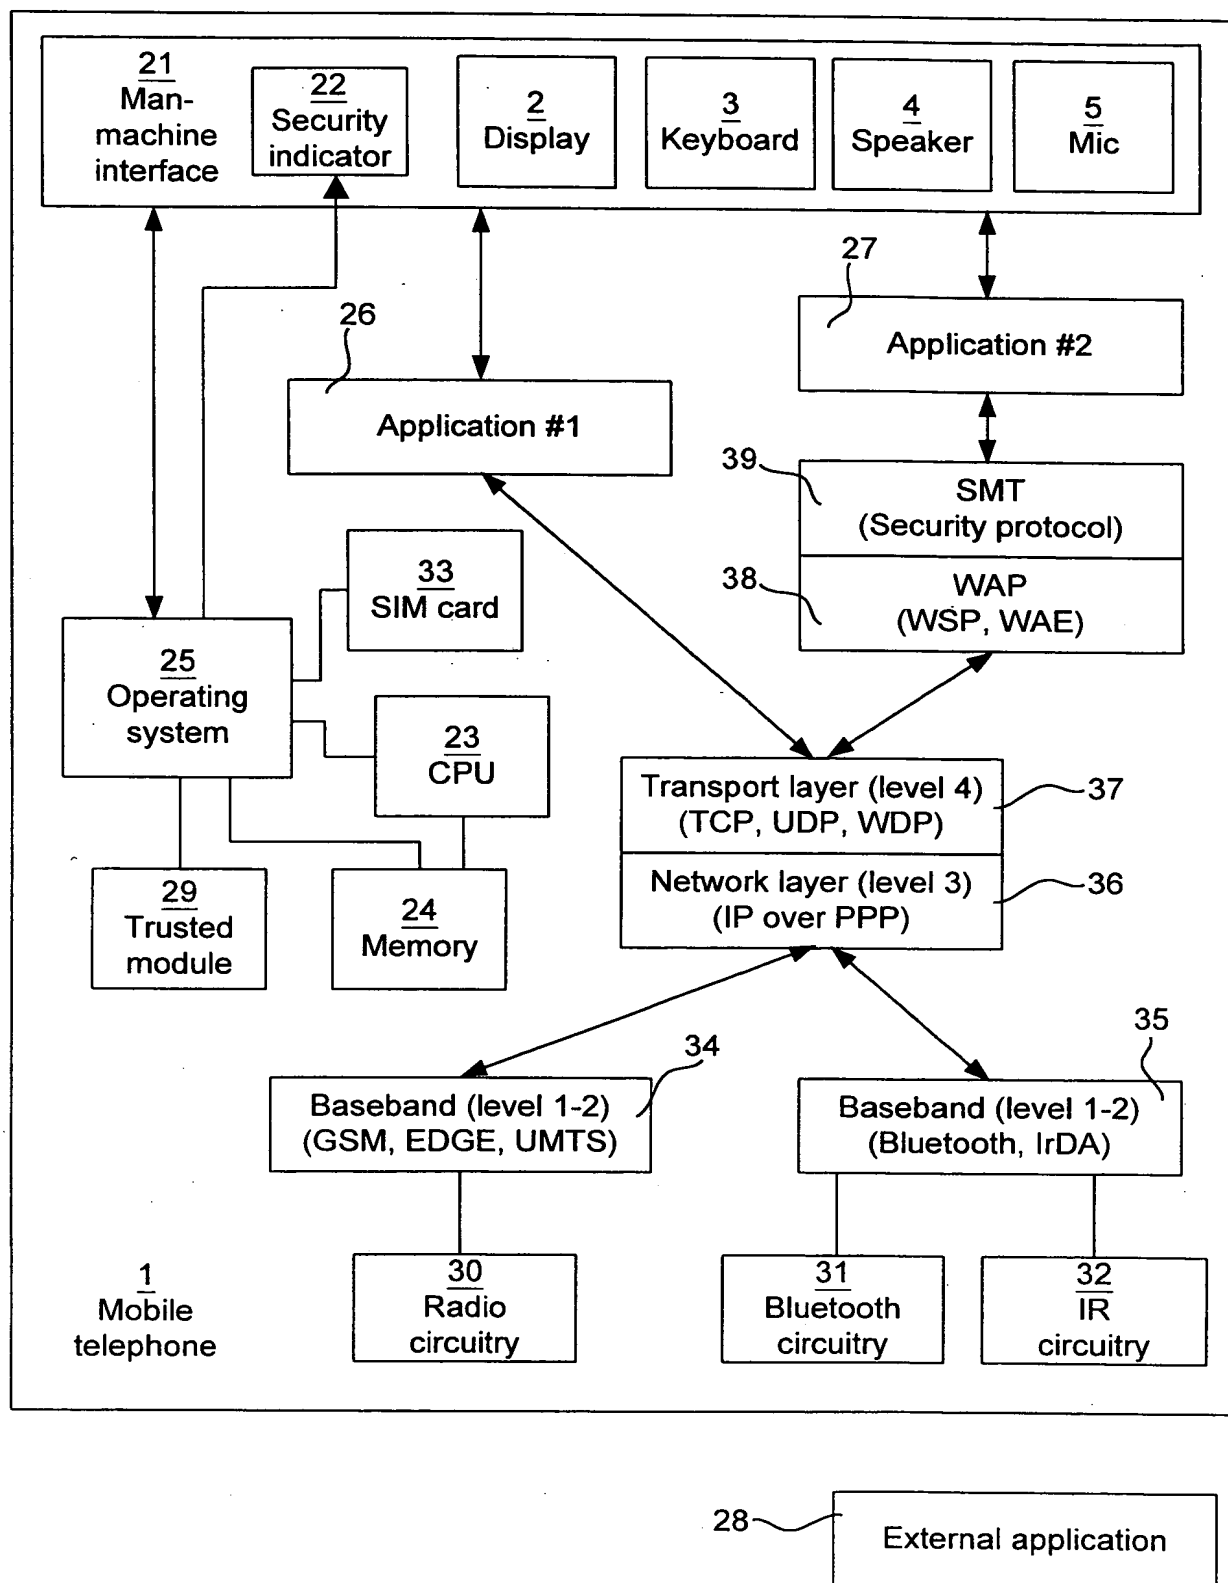 21
Man-
machine
interface
22
Security
indicator
2
Display
3
Keyboard
4
Speaker
5
Mic
27
Application #2
26
Application #1
39
SMT
(Security protocol)
38
WAP
(WSP, WAE)
33
SIM card
25
Operating
system
23
CPU
29
Trusted
module
24
Memory
Transport layer (level 4)
(TCP, UDP, WDP)
37
Network layer (level 3)
(IP over PPP)
36
34
Baseband (level 1-2)
(GSM, EDGE, UMTS)
35
Baseband (level 1-2)
(Bluetooth, IrDA)
1
Mobile
telephone
30
Radio
circuitry
31
Bluetooth
circuitry
32
IR
circuitry
28
External application